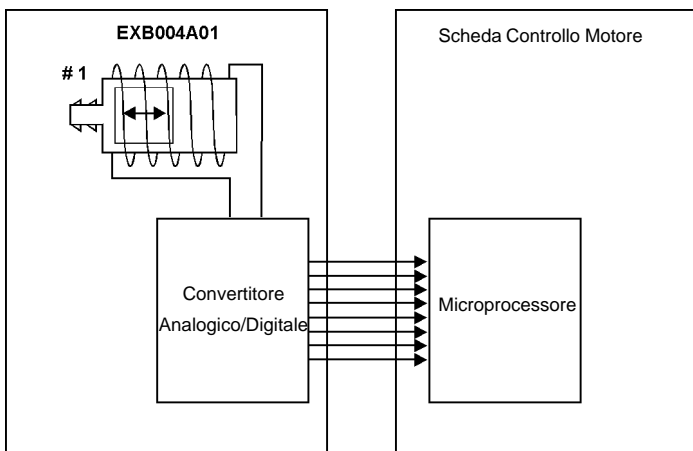 EXB004A01
Scheda Controllo Motore
# 1
Convertitore
Analogico/Digitale
Microprocessore